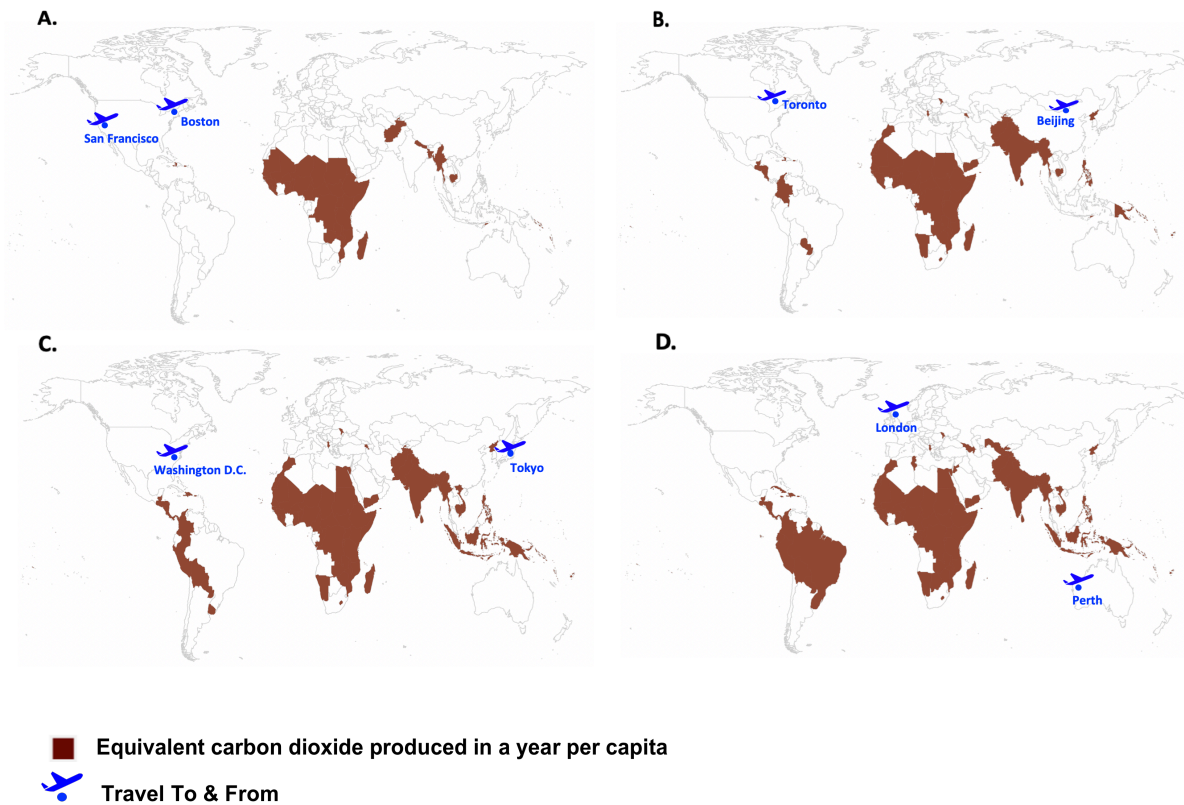 A.
Boston
San Francisco
B.
Toronto
Beijing
C.
Washington D.C.
Tokyo
D.
London
Perth
Equivalent carbon dioxide produced in a year per capita
Travel To & From